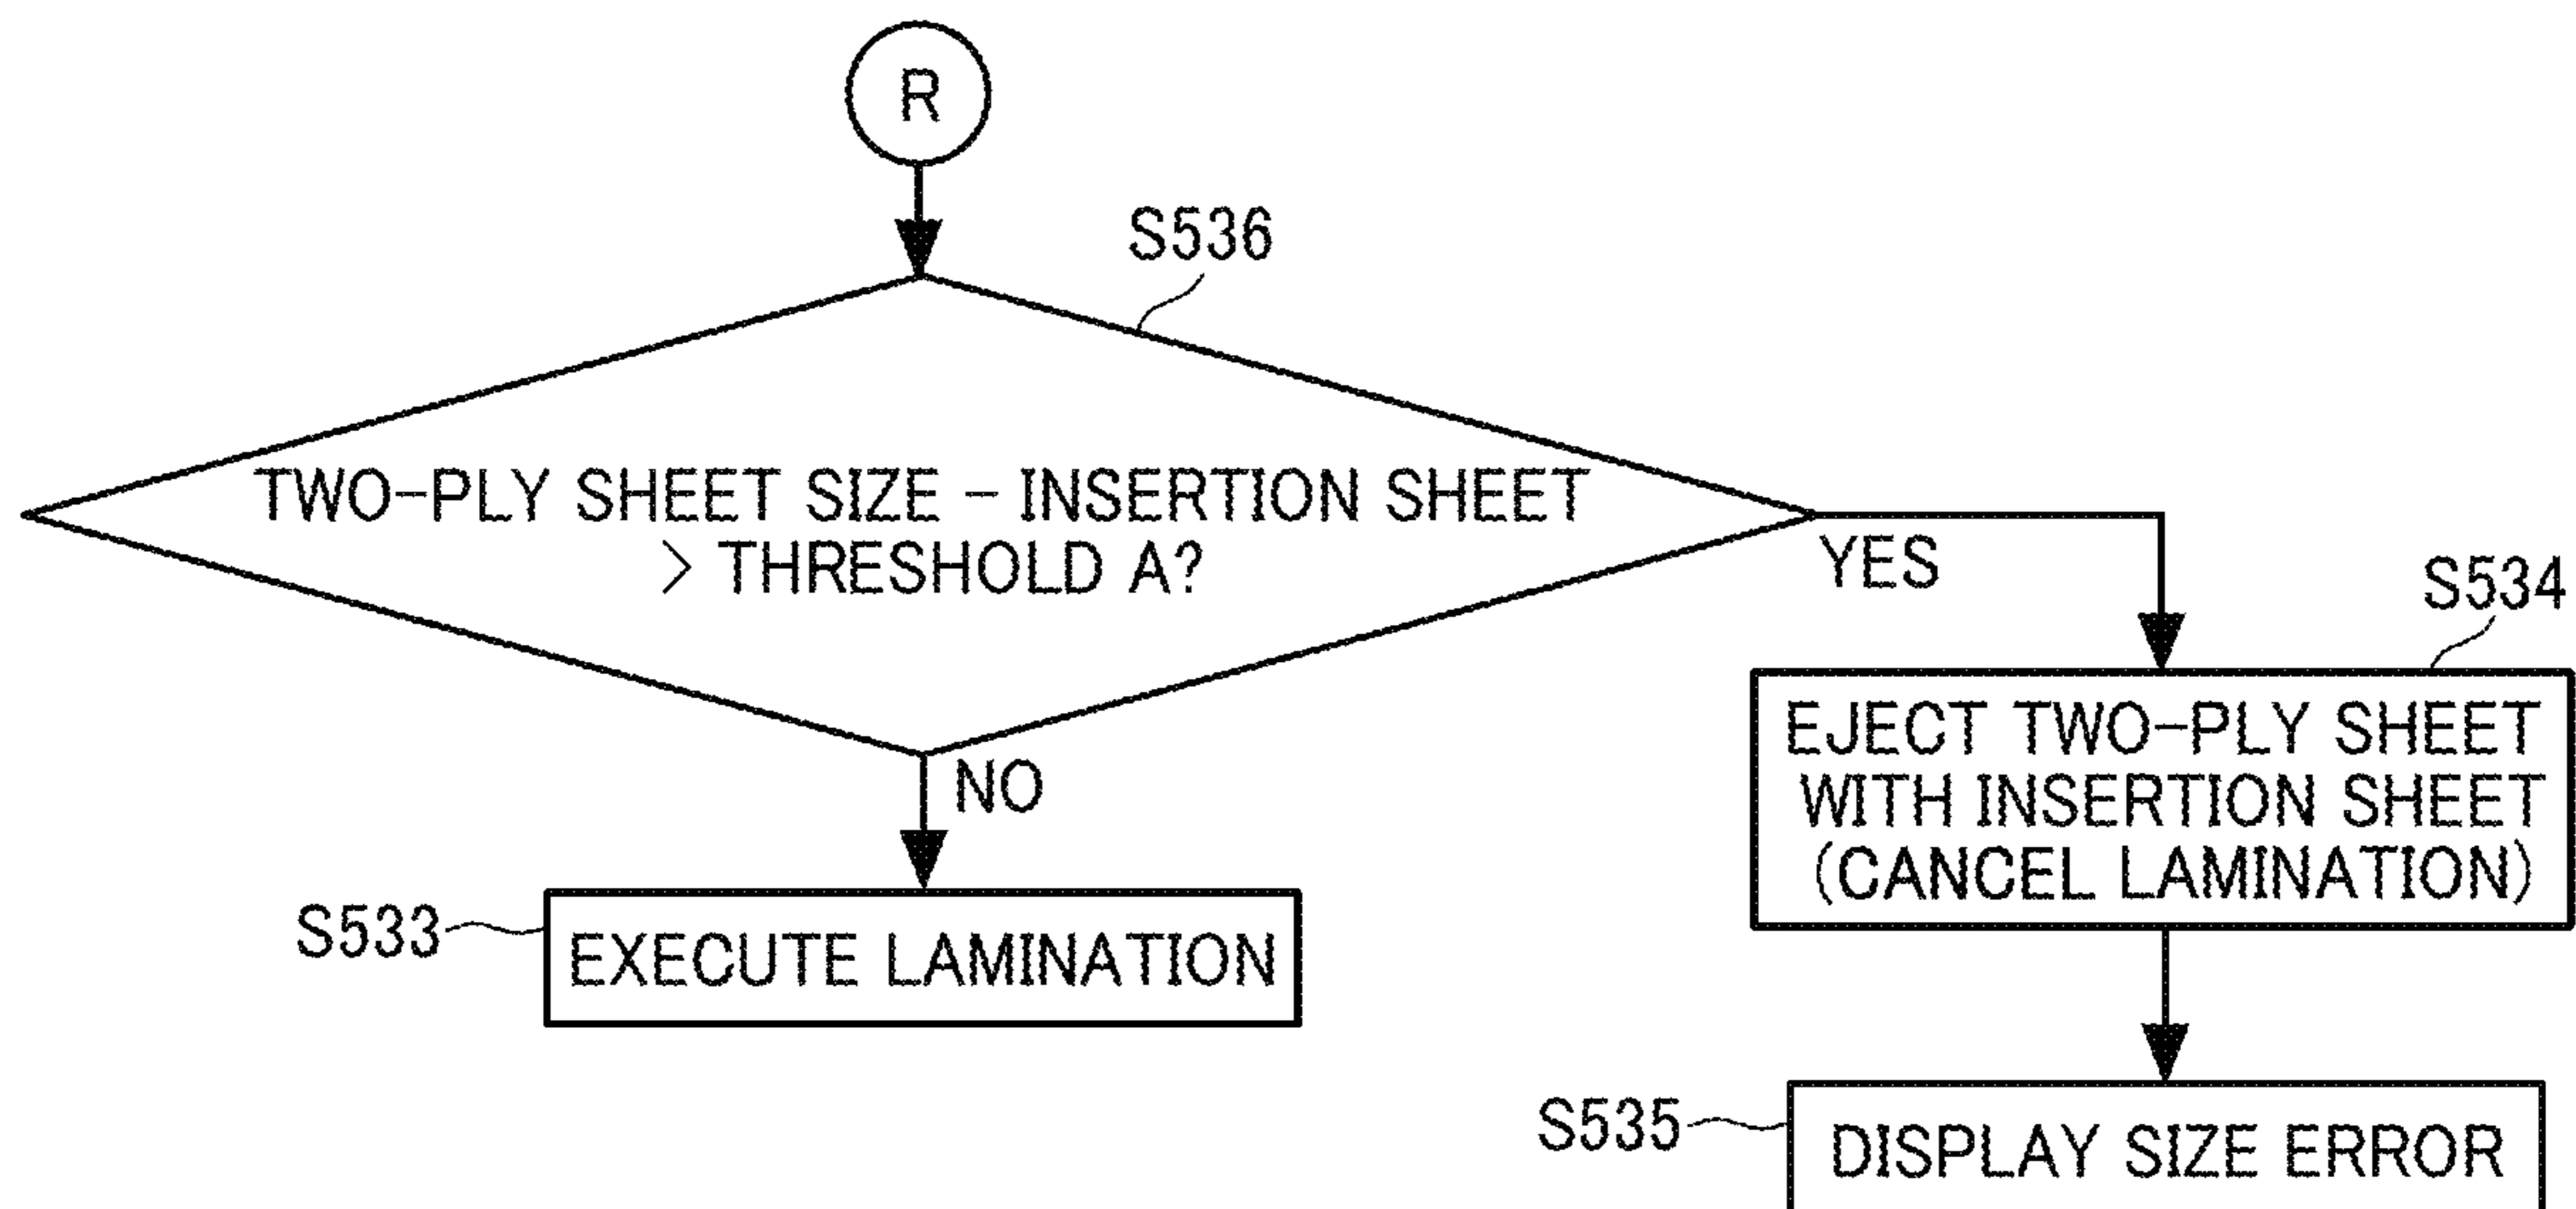 R
S536
TWO-PLY SHEET SIZE – INSERTION SHEET
> THRESHOLD A?
YES
S534
EJECT TWO-PLY SHEET
WITH INSERTION SHEET
(CANCEL LAMINATION)
NO
S533
EXECUTE LAMINATION
S535
DISPLAY SIZE ERROR